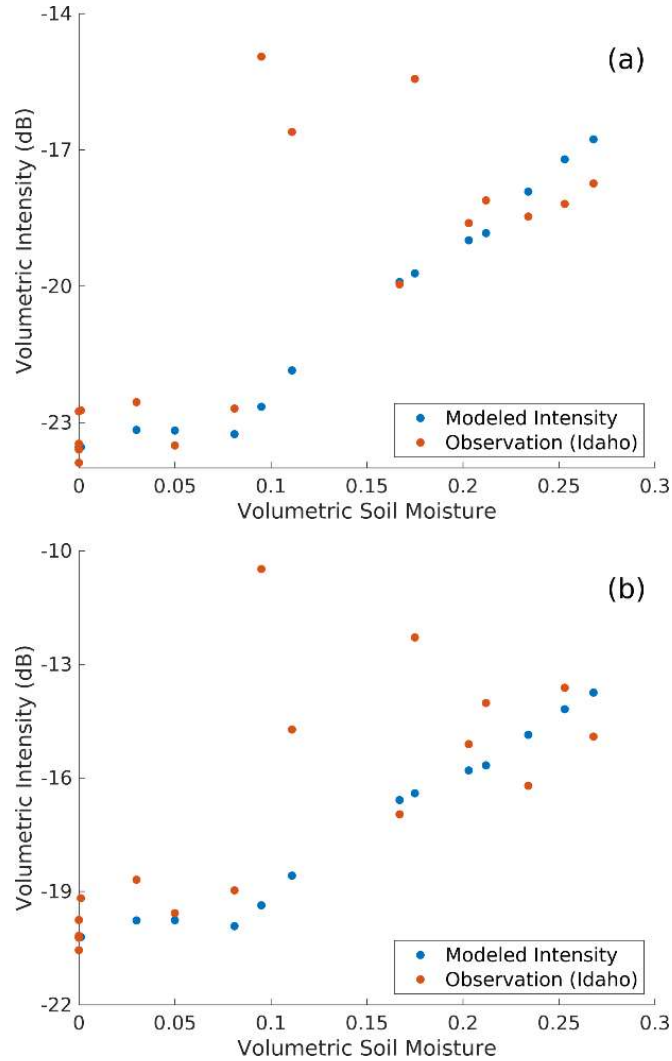 -14
(a)
-17
Volumetric Intensity (dB)
-20
-23
Modeled Intensity
Observation (Idaho)
0 0.05 0.1 0.15 0.2 0.25 0.3
Volumetric Soil Moisture
-10
(b)
-13
Volumetric Intensity (dB)
-16
-19
Modeled Intensity
Observation (Idaho)
-22
0 0.05 0.1 0.15 0.2 0.25 0.3
Volumetric Soil Moisture